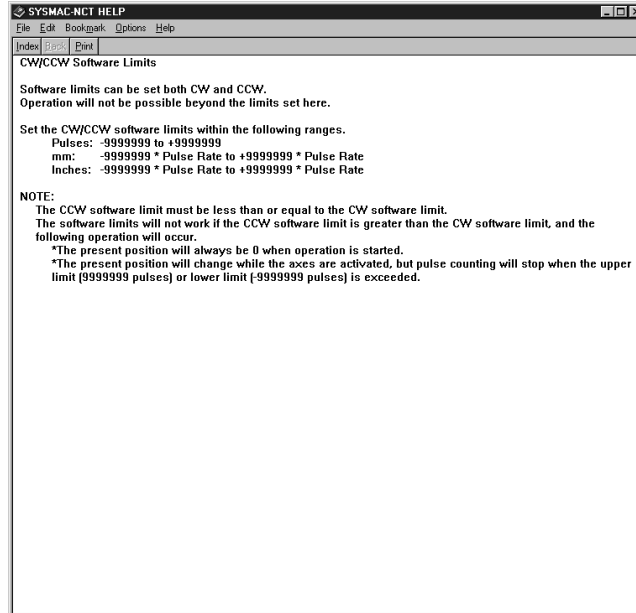 SYSMAC-NCT HELP
File Edit Bookmark Options Help
Index Back Print
CW/CCW Software Limits
Software limits can be set both CW and CCW.
Operation will not be possible beyond the limits set here.
Set the CW/CCW software limits within the following ranges.
Pulses: -9999999 to +9999999
mm: -9999999 * Pulse Rate to +9999999 * Pulse Rate
Inches: -9999999 * Pulse Rate to +9999999 * Pulse Rate
NOTE:
The CCW software limit must be less than or equal to the CW software limit.
The software limits will not work if the CCW software limit is greater than the CW software limit, and the
following operation will occur.
*The present position will always be 0 when operation is started.
*The present position will change while the axes are activated, but pulse counting will stop when the upper
limit (9999999 pulses) or lower limit (-9999999 pulses) is exceeded.